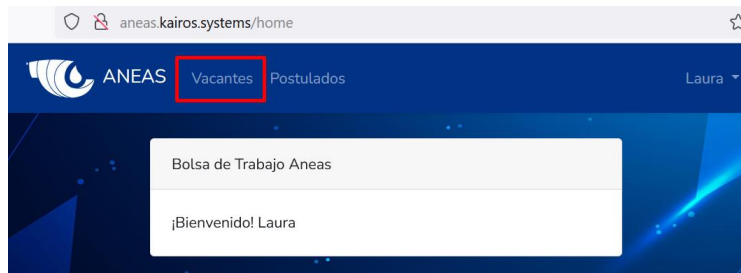 aneas.kairos.systems/home
ANEAS Vacantes Postulados Laura
Bolsa de Trabajo Aneas
¡Bienvenido! Laura